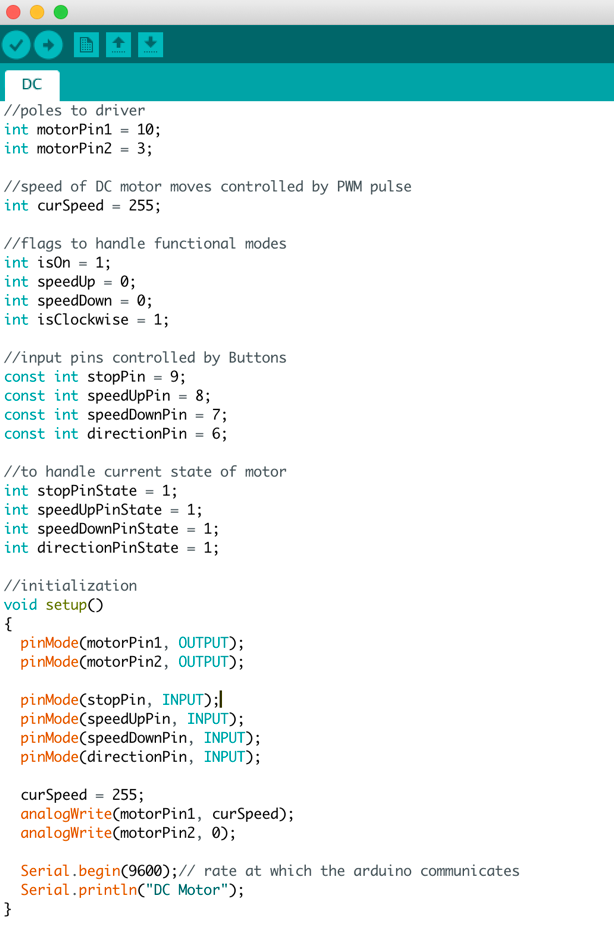 DC
//poles to driver
int motorPin1 = 10;
int motorPin2 = 3;

//speed of DC motor moves controlled by PWM pulse
int curSpeed = 255;

//flags to handle functional modes
int isOn = 1;
int speedUp = 0;
int speedDown = 0;
int isClockwise = 1;

//input pins controlled by Buttons
const int stopPin = 9;
const int speedUpPin = 8;
const int speedDownPin = 7;
const int directionPin = 6;

//to handle current state of motor
int stopPinState = 1;
int speedUpPinState = 1;
int speedDownPinState = 1;
int directionPinState = 1;

//initialization
void setup()
{
  pinMode(motorPin1, OUTPUT);
  pinMode(motorPin2, OUTPUT);

  pinMode(stopPin, INPUT);
  pinMode(speedUpPin, INPUT);
  pinMode(speedDownPin, INPUT);
  pinMode(directionPin, INPUT);

  curSpeed = 255;
  analogWrite(motorPin1, curSpeed);
  analogWrite(motorPin2, 0);

  Serial.begin(9600);// rate at which the arduino communicates
  Serial.println("DC Motor");
}